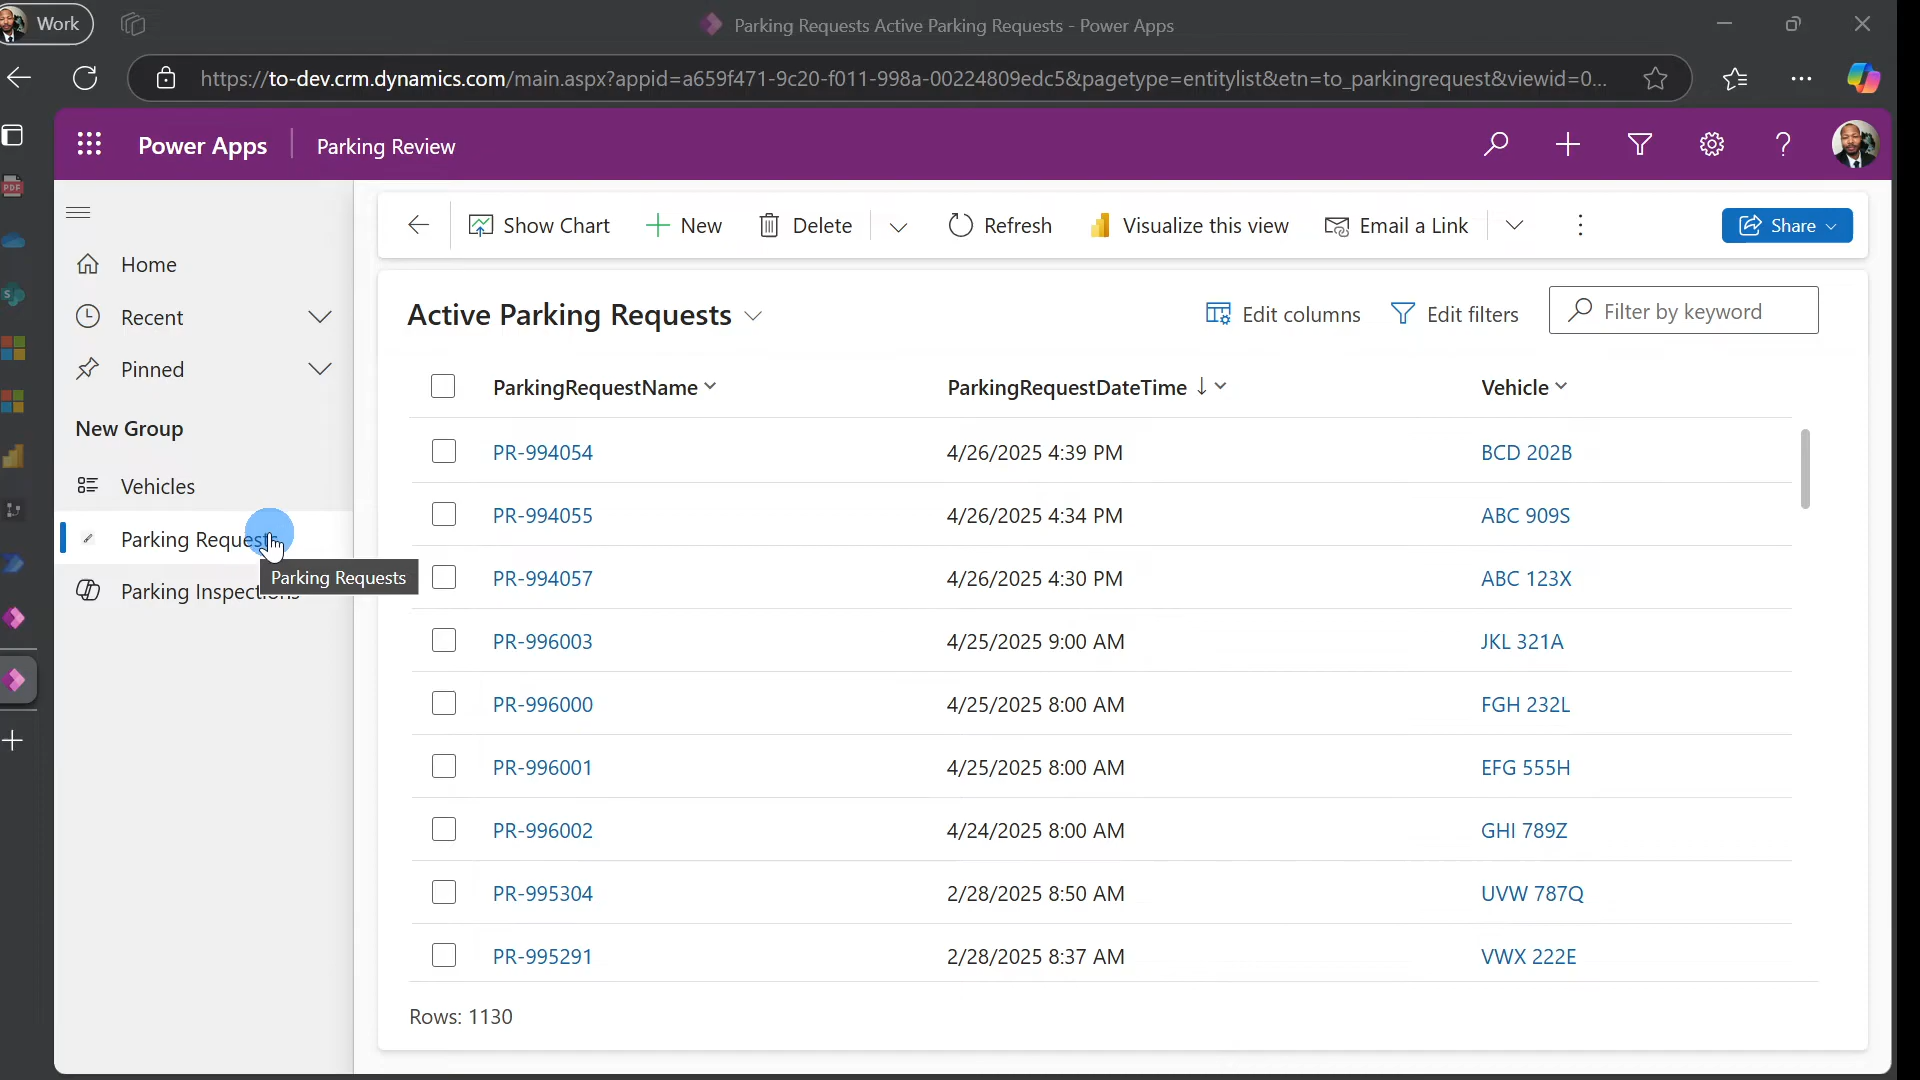 Work
Parking Requests Active Parking Requests - Power Apps
https://to-dev.crm.dynamics.com/main.aspx?appid=a659f471-9c20-f011-998a-00224809edc5&pagetype=entitylist&etn=to_parkingrequest&viewid=0...
PDF
Power Apps
Parking Review
Show Chart
New
Delete
Refresh
Visualize this view
Email a Link
Share
Home
Recent
Pinned
New Group
Vehicles
Parking Requests
Parking Requests
Parking Inspections
Active Parking Requests
Edit columns
Edit filters
Filter by keyword
ParkingRequestName ParkingRequestDateTime Vehicle
PR-994054 4/26/2025 4:39 PM BCD 202B
PR-994055 4/26/2025 4:34 PM ABC 909S
PR-994057 4/26/2025 4:30 PM ABC 123X
PR-996003 4/25/2025 9:00 AM JKL 321A
PR-996000 4/25/2025 8:00 AM FGH 232L
PR-996001 4/25/2025 8:00 AM EFG 555H
PR-996002 4/24/2025 8:00 AM GHI 789Z
PR-995304 2/28/2025 8:50 AM UVW 787Q
PR-995291 2/28/2025 8:37 AM VWX 222E
Rows: 1130